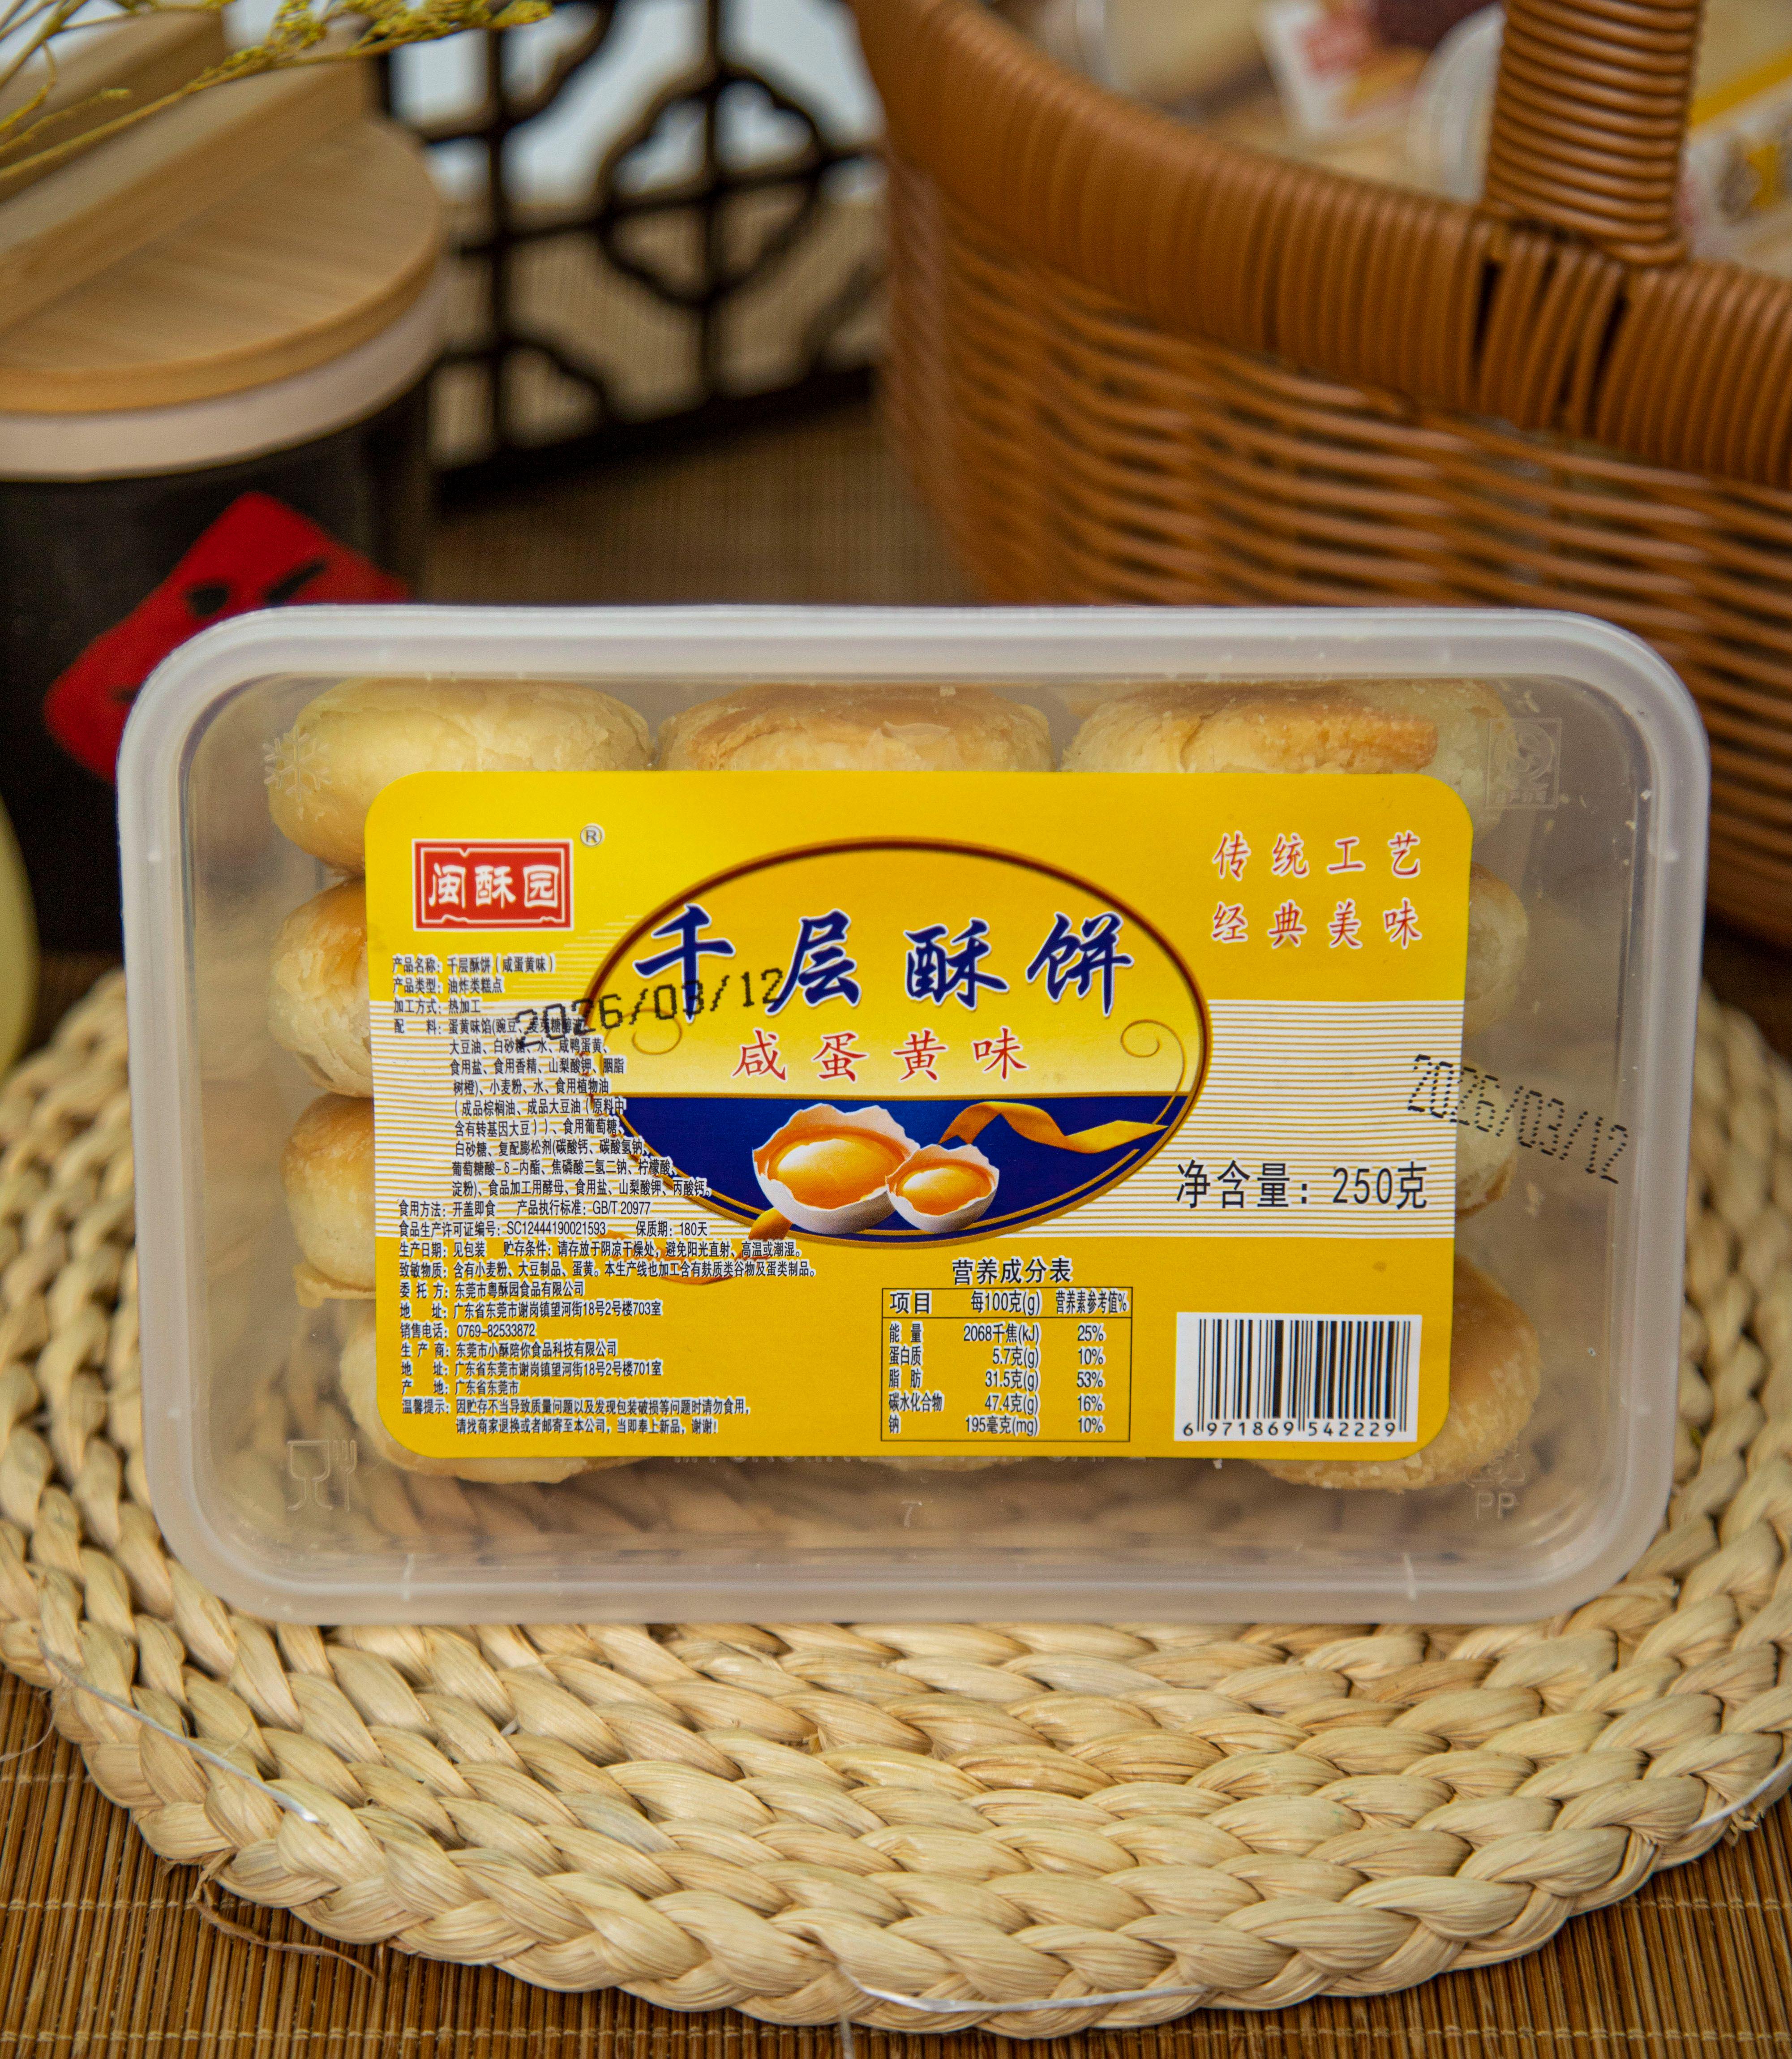 闽酥园
®
传统工艺
经典美味
千层酥饼
咸蛋黄味
2026/03/12
2026/03/12
净含量：250克
产品名称：千层酥饼（咸蛋黄味）
产品类型：油炸类糕点
加工方式：热加工
配 料：蛋黄味馅(豌豆、麦芽糖醇液、
大豆油、白砂糖、水、咸鸭蛋黄、
食用盐、食用香精、山梨酸钾、胭脂
树橙)、小麦粉、水、食用植物油
（成品棕榈油、成品大豆油（原料中
含有转基因大豆））、食用葡萄糖、
白砂糖、复配膨松剂(碳酸钙、碳酸氢钠、
葡萄糖酸-δ-内酯、焦磷酸二氢二钠、柠檬酸、
淀粉)、食品加工用酵母、食用盐、山梨酸钾、丙酸钙。
食用方法：开盖即食 产品执行标准：GB/T 20977
食品生产许可证编号：SC12444190021593 保质期：180天
生产日期：见包装 贮存条件：请存放于阴凉干燥处，避免阳光直射、高温或潮湿。
致敏物质：含有小麦粉、大豆制品、蛋黄。本生产线也加工含有麸质类谷物及蛋类制品。
委托方：东莞市粤酥园食品有限公司
地 址：广东省东莞市谢岗镇望河街18号2号楼703室
销售电话：0769-82533872
生产商：东莞市小酥陪你食品科技有限公司
地 址：广东省东莞市谢岗镇望河街18号2号楼701室
产 地：广东省东莞市
温馨提示：因贮存不当导致质量问题以及发现包装破损等问题时请勿食用，
请找商家退换或者邮寄至本公司，当即奉上新品，谢谢！
营养成分表
项目 每100克(g) 营养素参考值%
能量 2068千焦(kJ) 25%
蛋白质 5.7克(g) 10%
脂肪 31.5克(g) 53%
碳水化合物 47.4克(g) 16%
钠 195毫克(mg) 10%
6 971869 542229
PP